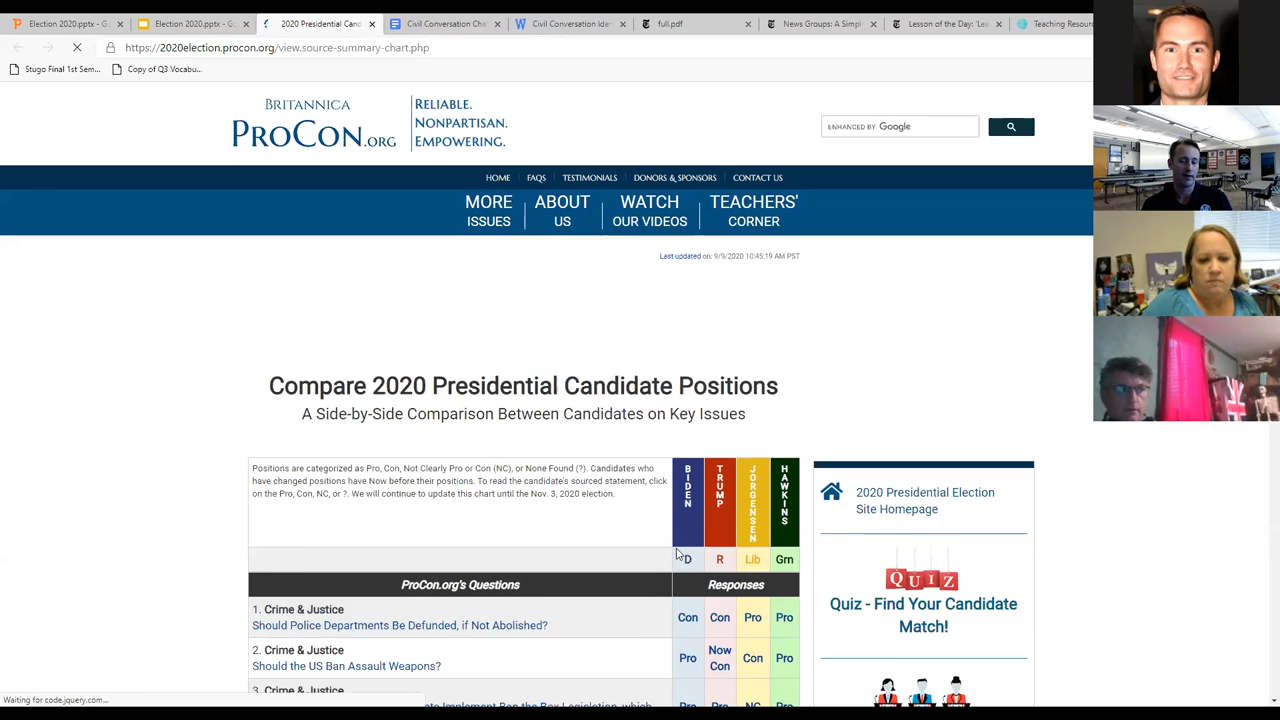 Election 2020.pptx - Go
Election 2020.pptx - Go
2020 Presidential Cand
Civil Conversation Cha
Civil Conversation Ider
full.pdf
News Groups: A Simpl
Lesson of the Day: 'Lea
Teaching Resourc
https://2020election.procon.org/view.source-summary-chart.php
Stugo Final 1st Sem...
Copy of Q3 Vocabu...
BRITANNICA
PROCON.ORG
RELIABLE.
NONPARTISAN.
EMPOWERING.
ENHANCED BY Google
HOME
FAQS
TESTIMONIALS
DONORS & SPONSORS
CONTACT US
MORE
ISSUES
ABOUT
US
WATCH
OUR VIDEOS
TEACHERS'
CORNER
Last updated on: 9/9/2020 10:45:19 AM PST
Compare 2020 Presidential Candidate Positions
A Side-by-Side Comparison Between Candidates on Key Issues
Positions are categorized as Pro, Con, Not Clearly Pro or Con (NC), or None Found (?). Candidates who
have changed positions have Now before their positions. To read the candidate's sourced statement, click
on the Pro, Con, NC, or ?. We will continue to update this chart until the Nov. 3, 2020 election.
BIDEN
TRUMP
JORGENSEN
HAWKINS
D
R
Lib
Grn
ProCon.org's Questions
Responses
1. Crime & Justice
Should Police Departments Be Defunded, if Not Abolished?
Con
Con
Pro
Pro
2. Crime & Justice
Should the US Ban Assault Weapons?
Pro
Now
Con
Con
Pro
3. Crime & Justice
2020 Presidential Election
Site Homepage
QUIZ
Quiz - Find Your Candidate
Match!
Waiting for code.jquery.com...